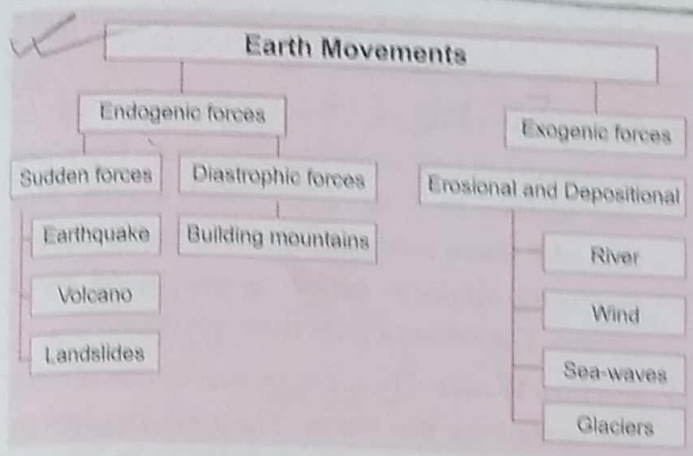 Earth Movements
Endogenic forces
Exogenic forces
Sudden forces
Diastrophic forces
Erosional and Depositional
Earthquake
Building mountains
River
Volcano
Wind
Landslides
Sea-waves
Glaciers